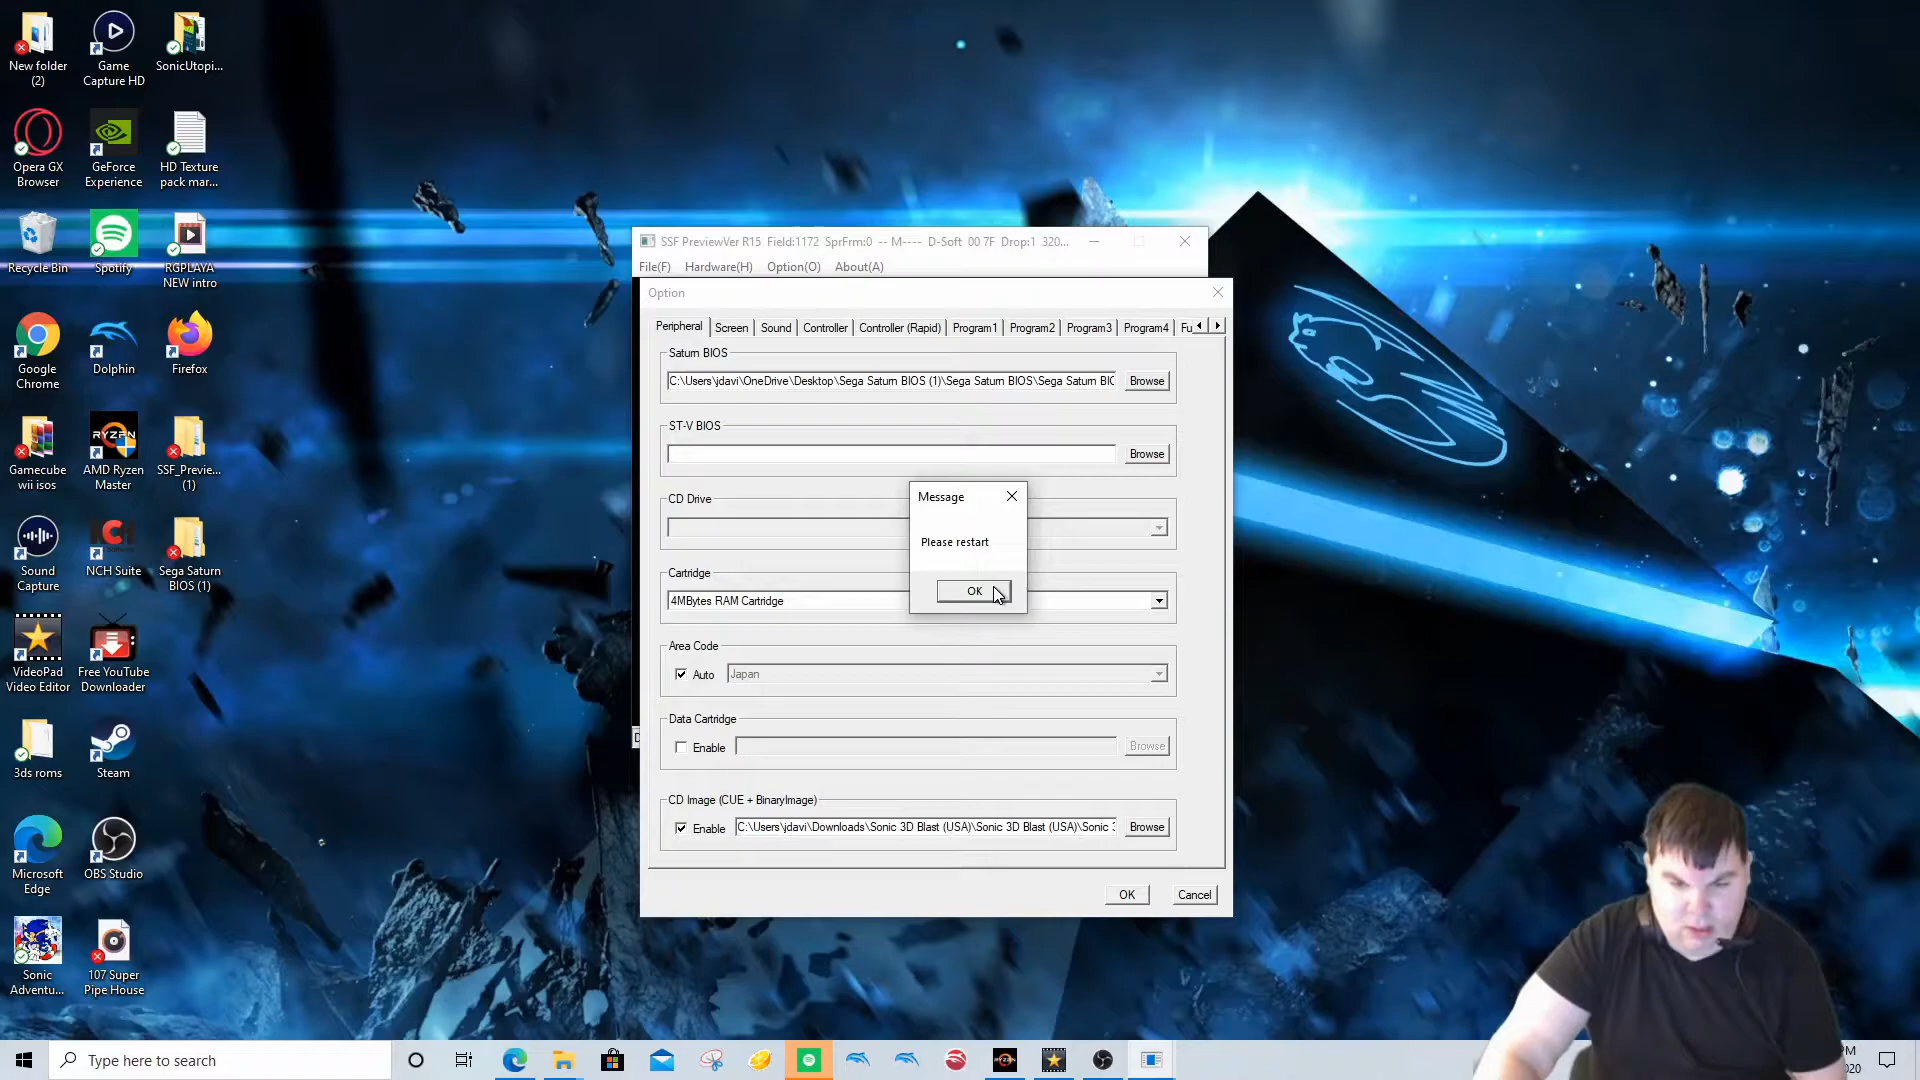 New folder
(2)
Game
Capture HD
SonicUtopi...
Opera GX
Browser
GeForce
Experience
HD Texture
pack mar...
Recycle Bin
Spotify
RGPLAYA
NEW intro
Google
Chrome
Dolphin
Firefox
Gamecube
wii isos
RYZEN
AMD Ryzen
Master
SSF_Previe...
(1)
Sound
Capture
NCH
NCH Suite
Sega Saturn
BIOS (1)
VideoPad
Video Editor
Free YouTube
Downloader
3ds roms
Steam
Microsoft
Edge
OBS Studio
Sonic
Adventu...
107 Super
Pipe House
SSF PreviewVer R15 Field:1172 SprFrm:0 -- M---- D-Soft 00 7F Drop:1 320...
File(F) Hardware(H) Option(O) About(A)
Option
Peripheral Screen Sound Controller Controller (Rapid) Program1 Program2 Program3 Program4 Fu
Saturn BIOS
C:\Users\jdavi\OneDrive\Desktop\Sega Saturn BIOS (1)\Sega Saturn BIOS\Sega Saturn BIO
Browse
ST-V BIOS
Browse
CD Drive
Message
Please restart
OK
Cartridge
4MBytes RAM Cartridge
Area Code
Auto Japan
Data Cartridge
Enable Browse
CD Image (CUE + BinaryImage)
Enable C:\Users\jdavi\Downloads\Sonic 3D Blast (USA)\Sonic 3D Blast (USA)\Sonic 3 Browse
OK Cancel
Type here to search
RYZEN
PM
020